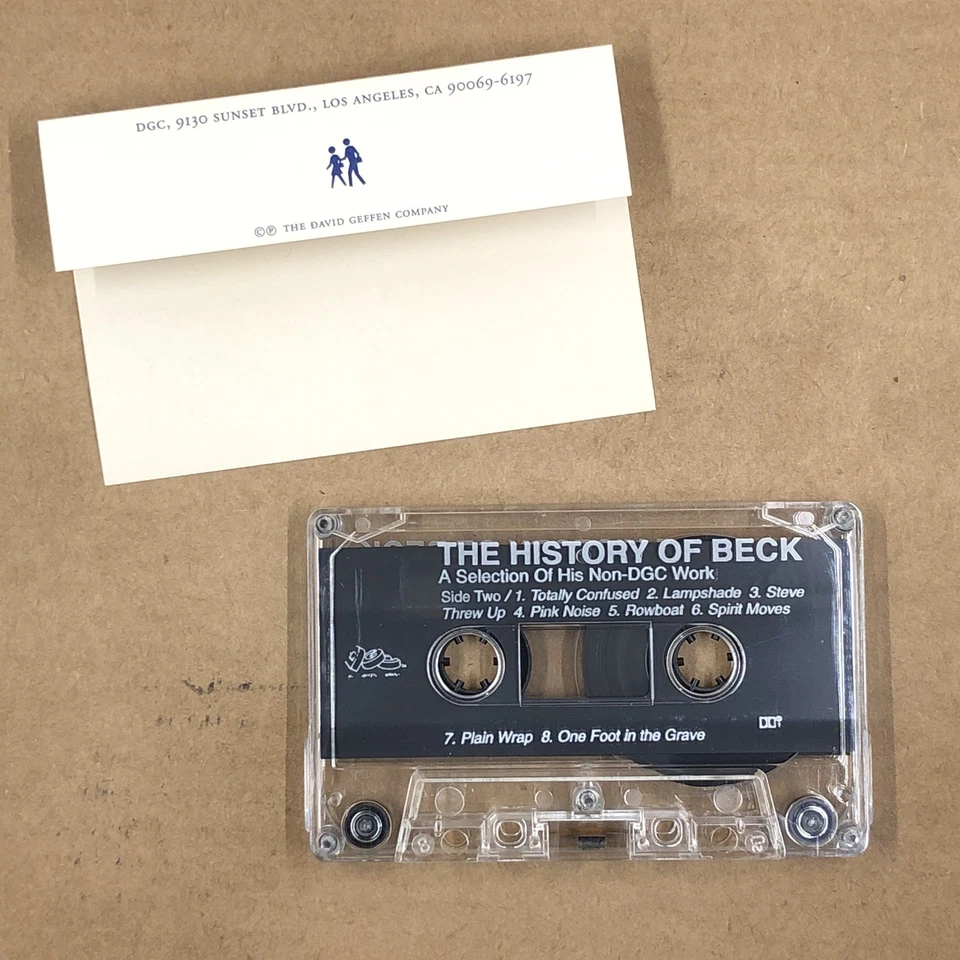 DGC, 9130 SUNSET BLVD., LOS ANGELES, CA 90069-6197
©℗ THE DAVID GEFFEN COMPANY
THE HISTORY OF BECK
A Selection Of His Non-DGC Work
Side Two / 1. Totally Confused 2. Lampshade 3. Steve
Threw Up 4. Pink Noise 5. Rowboat 6. Spirit Moves
7. Plain Wrap 8. One Foot in the Grave